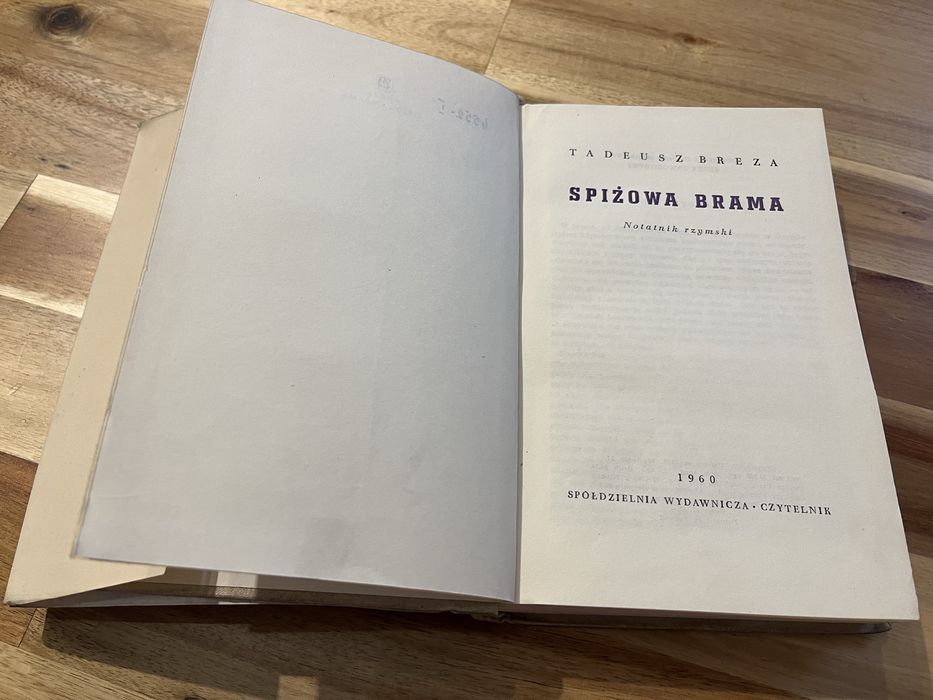 TADEUSZ BREZA
SPIŻOWA BRAMA
Notatnik rzymski
1960
SPÓŁDZIELNIA WYDAWNICZA • CZYTELNIK